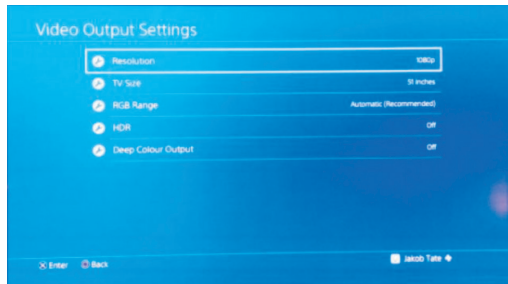 Video Output Settings
Resolution 1080p
TV Size 51 inches
RGB Range Automatic (Recommended)
HDR Off
Deep Colour Output Off
Enter Back Jakob Tate